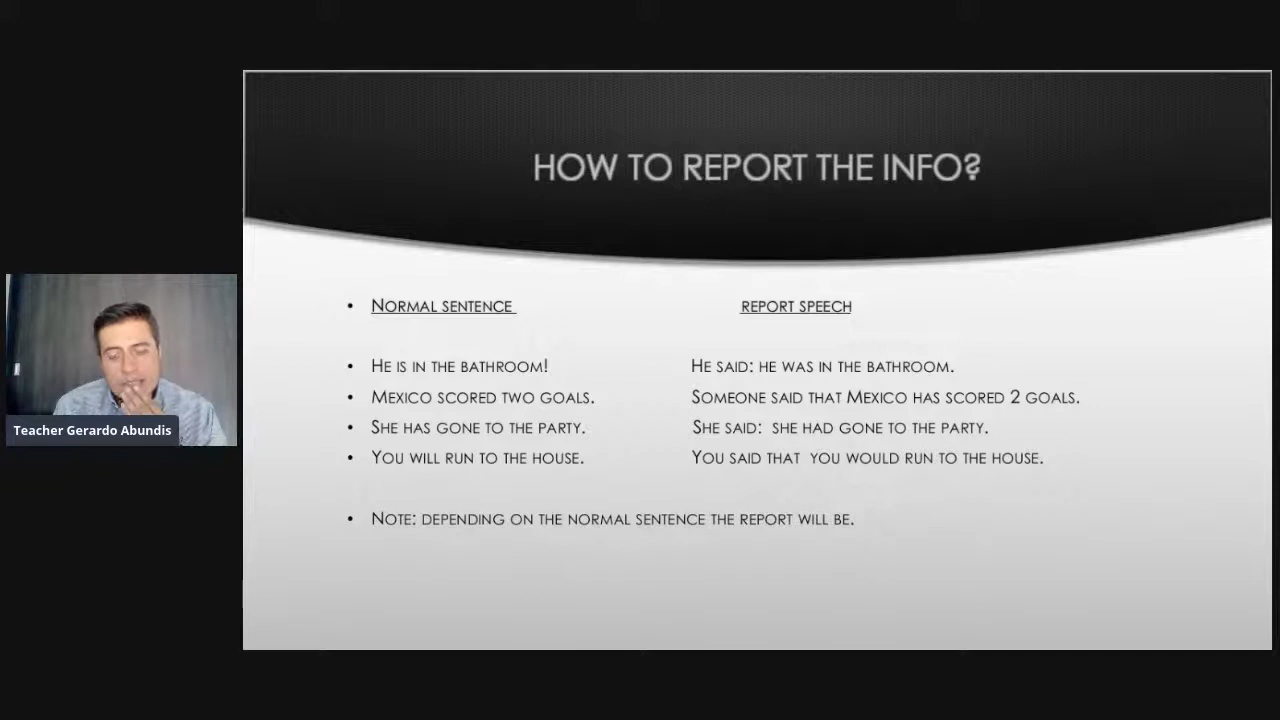 HOW TO REPORT THE INFO?
• NORMAL SENTENCE REPORT SPEECH
• HE IS IN THE BATHROOM! HE SAID: HE WAS IN THE BATHROOM.
• MEXICO SCORED TWO GOALS. SOMEONE SAID THAT MEXICO HAS SCORED 2 GOALS.
• SHE HAS GONE TO THE PARTY. SHE SAID: SHE HAD GONE TO THE PARTY.
• YOU WILL RUN TO THE HOUSE. YOU SAID THAT YOU WOULD RUN TO THE HOUSE.
• NOTE: DEPENDING ON THE NORMAL SENTENCE THE REPORT WILL BE.
Teacher Gerardo Abundis